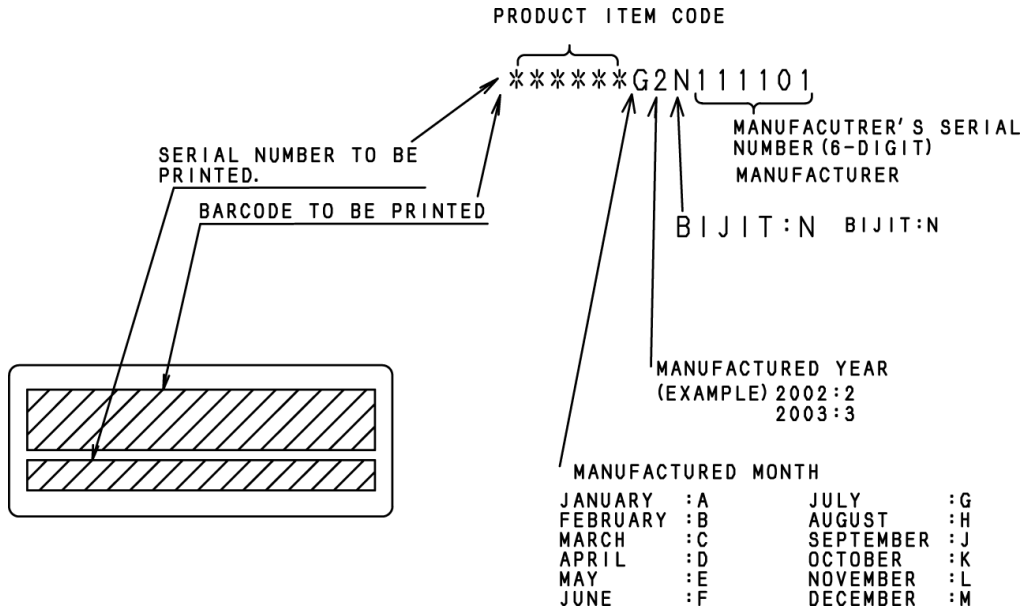 PRODUCT ITEM CODE
******G2N111101
MANUFACUTRER'S SERIAL
NUMBER(6-DIGIT)
MANUFACTURER
SERIAL NUMBER TO BE
PRINTED.
BARCODE TO BE PRINTED
BIJIT:N BIJIT:N
MANUFACTURED YEAR
(EXAMPLE) 2002:2
2003:3
MANUFACTURED MONTH
JANUARY :A JULY :G
FEBRUARY :B AUGUST :H
MARCH :C SEPTEMBER :J
APRIL :D OCTOBER :K
MAY :E NOVEMBER :L
JUNE :F DECEMBER :M